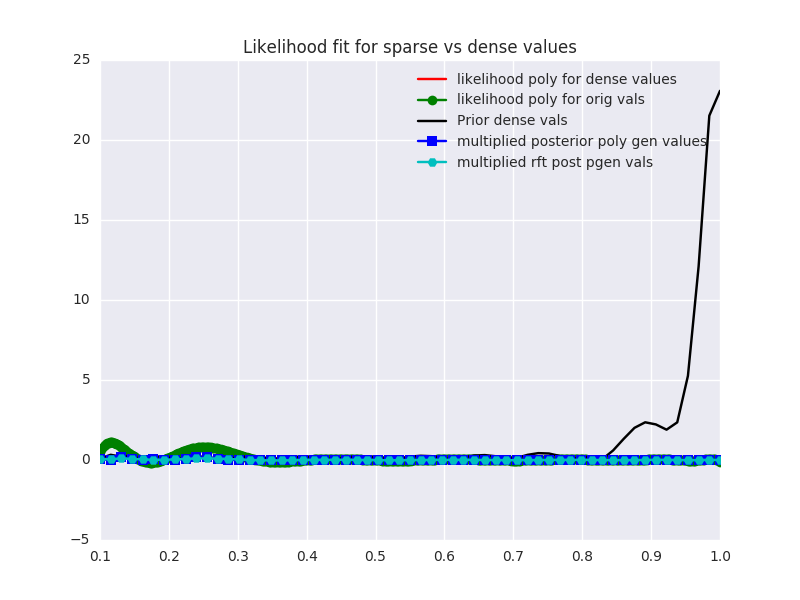 Likelihood fit for sparse vs dense values
25
20
15
10
5
0
−5
likelihood poly for dense values
likelihood poly for orig vals
Prior dense vals
multiplied posterior poly gen values
multiplied rft post pgen vals
0.1 0.2 0.3 0.4 0.5 0.6 0.7 0.8 0.9 1.0